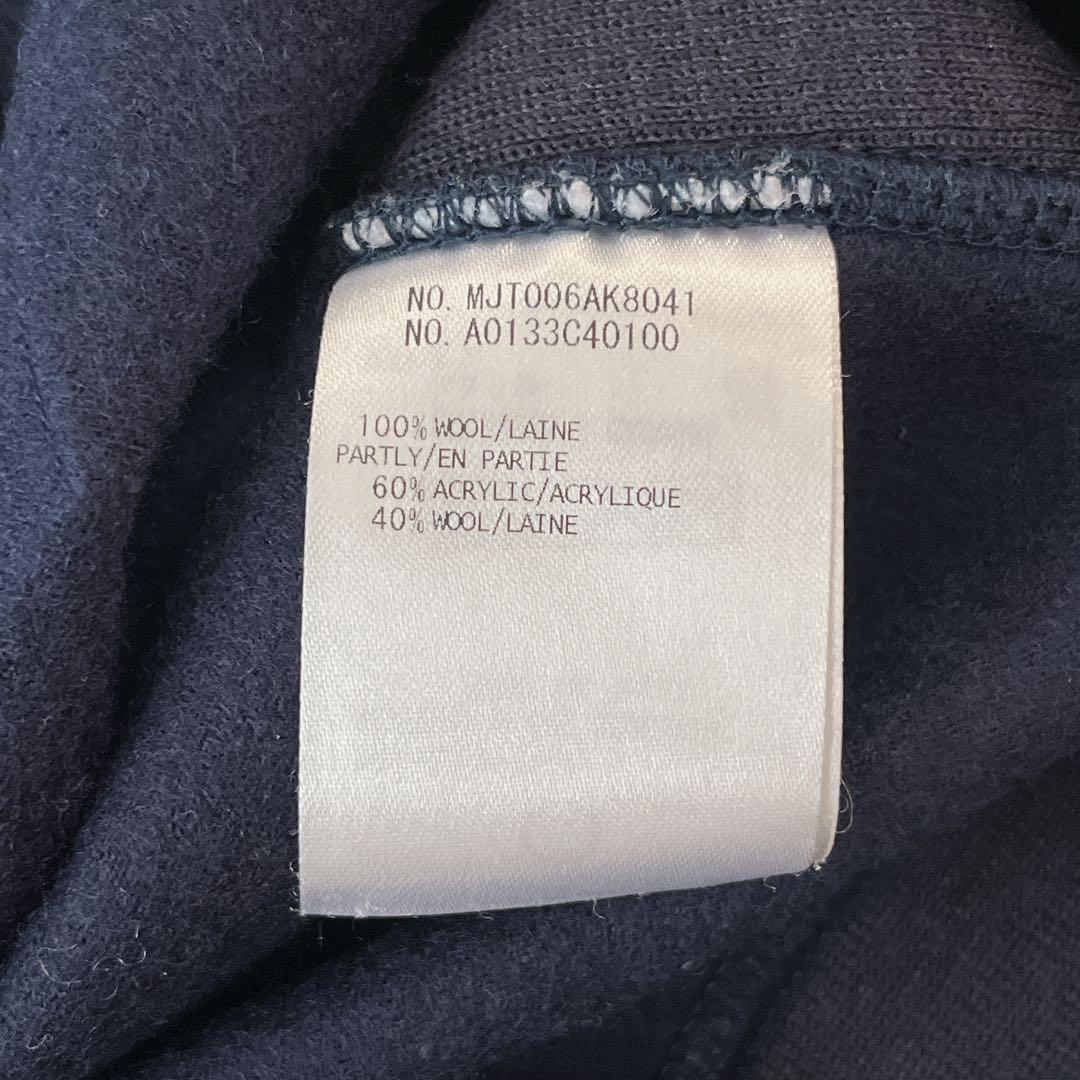 NO. MJT006AK8041
NO. A0133C40100
100% WOOL/LAINE
PARTLY/EN PARTIE
60% ACRYLIC/ACRYLIQUE
40% WOOL/LAINE